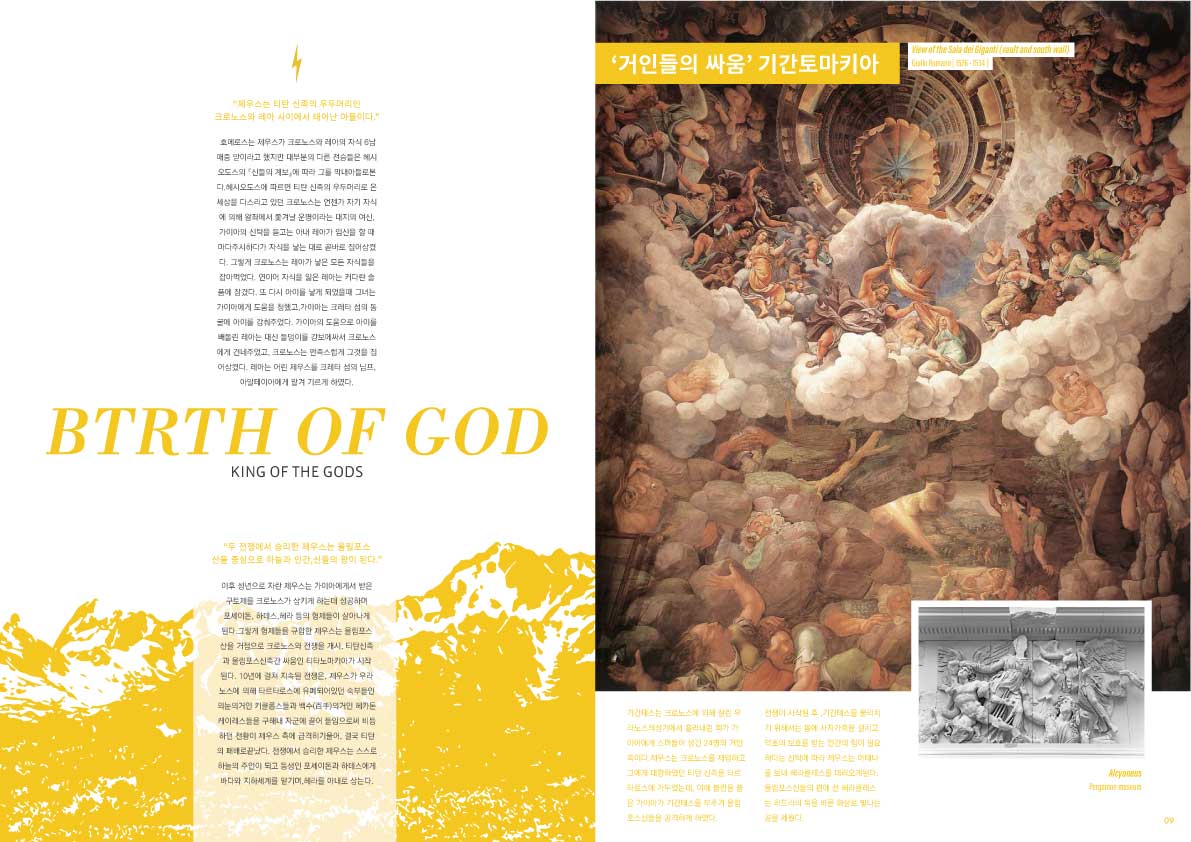 “제우스는 티탄 신족의 우두머리인
크로노스와 레아 사이에서 태어난 아들이다.”
호메로스는 제우스가 크로노스와 레아의 자식 6남
매중 맏이라고 했지만 대부분의 다른 전승들은 헤시
오도스의 『신들의 계보』에 따라 그를 막내아들로본
다.헤시오도스에 따르면 티탄 신족의 우두머리로 온
세상을 다스리고 있던 크로노스는 언젠가 자기 자식
에 의해 왕좌에서 쫓겨날 운명이라는 대지의 여신,
가이아의 신탁을 듣고는 아내 레아가 임신을 할 때
마다주시하다가 자식을 낳는 대로 곧바로 집어삼켰
다. 그렇게 크로노스는 레아가 낳은 모든 자식들을
잡아먹었다. 연이어 자식을 잃은 레아는 커다란 슬
픔에 잠겼다. 또 다시 아이를 낳게 되었을때 그녀는
가이아에게 도움을 청했고,가이아는 크레타 섬의 동
굴에 아이를 감춰주었다. 가이아의 도움으로 아이를
빼돌린 레아는 대신 돌덩이를 강보에싸서 크로노스
에게 건네주었고, 크로노스는 만족스럽게 그것을 집
어삼켰다. 레아는 어린 제우스를 크레타 섬의 님프,
아말테이아에게 맡겨 기르게 하였다.
BTRTH OF GOD
KING OF THE GODS
“두 전쟁에서 승리한 제우스는 올림포스
산을 중심으로 하늘과 인간,신들의 왕이 된다.”
이후 성년으로 자란 제우스는 가이아에게서 받은
구토제를 크로노스가 삼키게 하는데 성공하며
포세이돈, 하데스,헤라 등의 형제들이 살아나게
된다.그렇게 형제들을 규합한 제우스는 올림포스
산을 거점으로 크로노스와 전쟁을 개시, 티탄신족
과 올림포스신족간 싸움인 티타노마키아가 시작
된다. 10년에 걸쳐 지속된 전쟁은, 제우스가 우라
노스에 의해 타르타로스에 유폐되어있던 숙부들인
외눈의거인 키클롭스들과 백수(百手)의거인 헤카톤
케이레스들을 구해내 자군에 끌어 들임으로써 비등
하던 전황이 제우스 측에 급격히기울어, 결국 티탄
의 패배로끝났다. 전쟁에서 승리한 제우스는 스스로
하늘의 주인이 되고 동생인 포세이돈과 하데스에게
바다와 지하세계를 맡기며,헤라를 아내로 삼는다.
‘거인들의 싸움’ 기간토마키아
View of the Sala dei Giganti (vault and south wall)
Giulio Romano [ 1526 - 1534 ]
기간테스는 크로노스에 의해 잘린 우
라노스의성기에서 흘러내린 피가 가
이아에게 스며들어 생긴 24명의 거인
족이다.제우스는 크로노스를 제압하고
그에게 대항하였던 티탄 신족을 타르
타로스에 가두었는데, 이에 불만을 품
은 가이아가 기간테스를 부추겨 올림
포스신들을 공격하게 하였다.
전쟁이 시작된 후 ,기간테스를 물리치
기 위해서는 몸에 사자가죽을 걸치고
약초의 보호를 받는 인간의 힘이 필요
하다는 신탁에 따라 제우스는 아테나
를 보내 헤라클레스를 데려오게된다.
올림포스신들의 편에 선 헤라클레스
는 히드라의 독을 바른 화살로 빛나는
공을 세웠다.
Alcyoneus
Pergamon museum
09